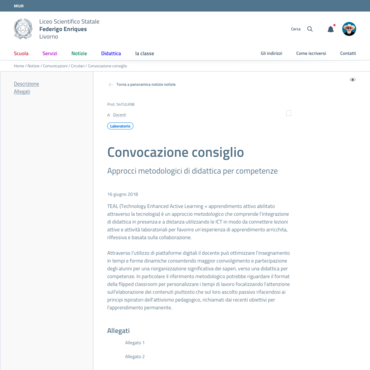 MIUR
Liceo Scientifico Statale
Federigo Enriques
Livorno
Cerca
Scuola Servizi Notizie Didattica la classe
Gli indirizzi Come iscriversi Contatti
Home / Notizie / Convocazioni / Circolari / Convocazione consiglio
Descrizione
Allegati
Torna a panoramica notizie notizie
A: Docenti
Laboratorio
Convocazione consiglio
Approcci metodologici di didattica per competenze
16 giugno 2018
TEAL (Technology Enhanced Active Learning = apprendimento attivo abilitato
attraverso la tecnologia) è un approccio metodologico che comprende l'integrazione
di didattica in presenza e a distanza utilizzando le ICT in modo da connettere lezioni
attive e attività laboratoriali per favorire un'esperienza di apprendimento arricchita,
riflessiva e basata sulla collaborazione.
Attraverso l'utilizzo di piattaforme digitali il docente può ottimizzare l'insegnamento
in tempi e forme dinamiche consentendo maggior coinvolgimento e partecipazione
degli alunni per una riorganizzazione significativa dei saperi, verso una didattica per
competenze. In particolare il riferimento metodologico potrebbe riguardare il format
della flipped classroom per personalizzare i tempi di lavoro focalizzando l'attenzione
sull'elaborazione dei contenuti piuttosto che sul loro ascolto passivo rifacendosi ai
principi ispiratori dell'attivismo pedagogico, richiamati dai recenti obiettivi per
l'apprendimento permanente
Allegati
Allegato 1
Allegato 2